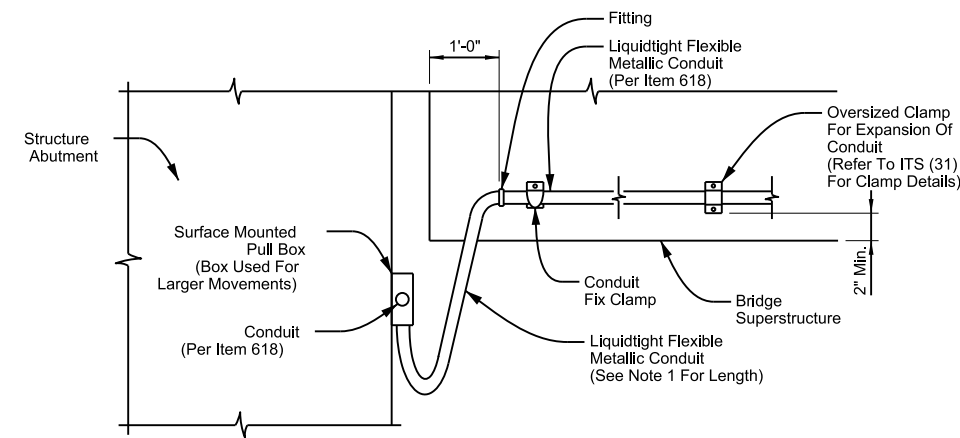 Fitting
Liquidtight Flexible
Metallic Conduit
(Per Item 618)
1'-0"
Oversized Clamp
For Expansion Of
Conduit
(Refer To ITS (31)
For Clamp Details)
Structure
Abutment
Surface Mounted
Pull Box
(Box Used For
Larger Movements)
2" Min.
Conduit
Fix Clamp
Bridge
Superstructure
Conduit
(Per Item 618)
Liquidtight Flexible
Metallic Conduit
(See Note 1 For Length)